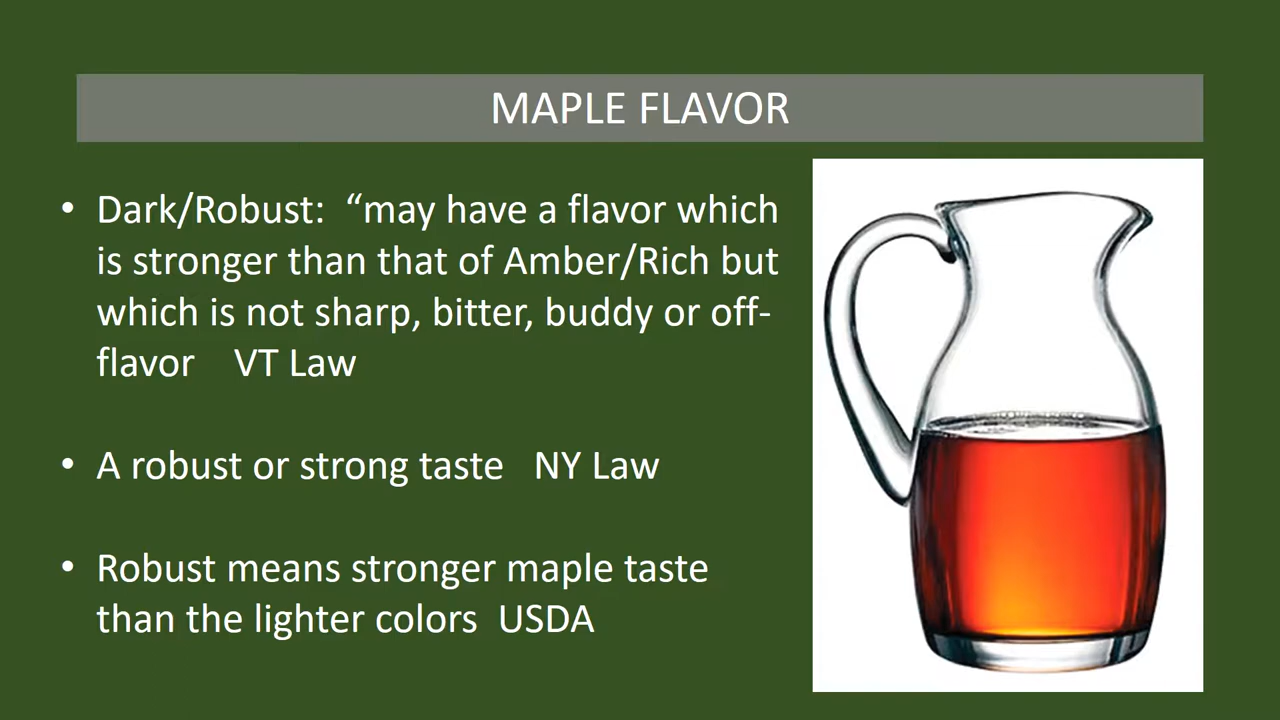 MAPLE FLAVOR
• Dark/Robust:  “may have a flavor which
is stronger than that of Amber/Rich but
which is not sharp, bitter, buddy or off-
flavor    VT Law
• A robust or strong taste   NY Law
• Robust means stronger maple taste
than the lighter colors  USDA